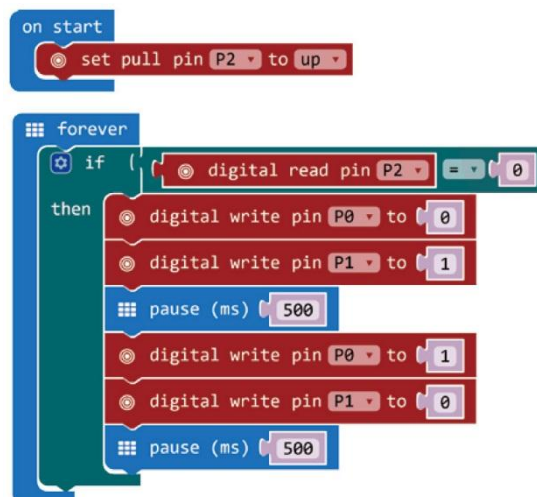 on start
set pull pin P2 to up
forever
if digital read pin P2 = 0
then
digital write pin P0 to 0
digital write pin P1 to 1
pause (ms) 500
digital write pin P0 to 1
digital write pin P1 to 0
pause (ms) 500